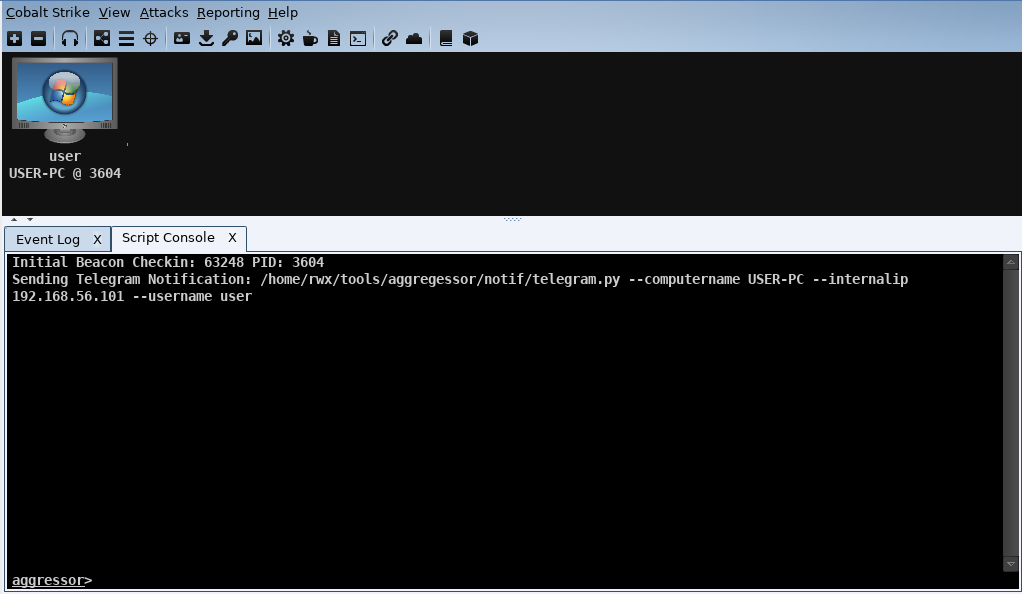 Cobalt Strike View Attacks Reporting Help
user
USER-PC @ 3604
Event Log X Script Console X
Initial Beacon Checkin: 63248 PID: 3604
Sending Telegram Notification: /home/rwx/tools/aggregessor/notif/telegram.py --computername USER-PC --internalip
192.168.56.101 --username user
aggressor>